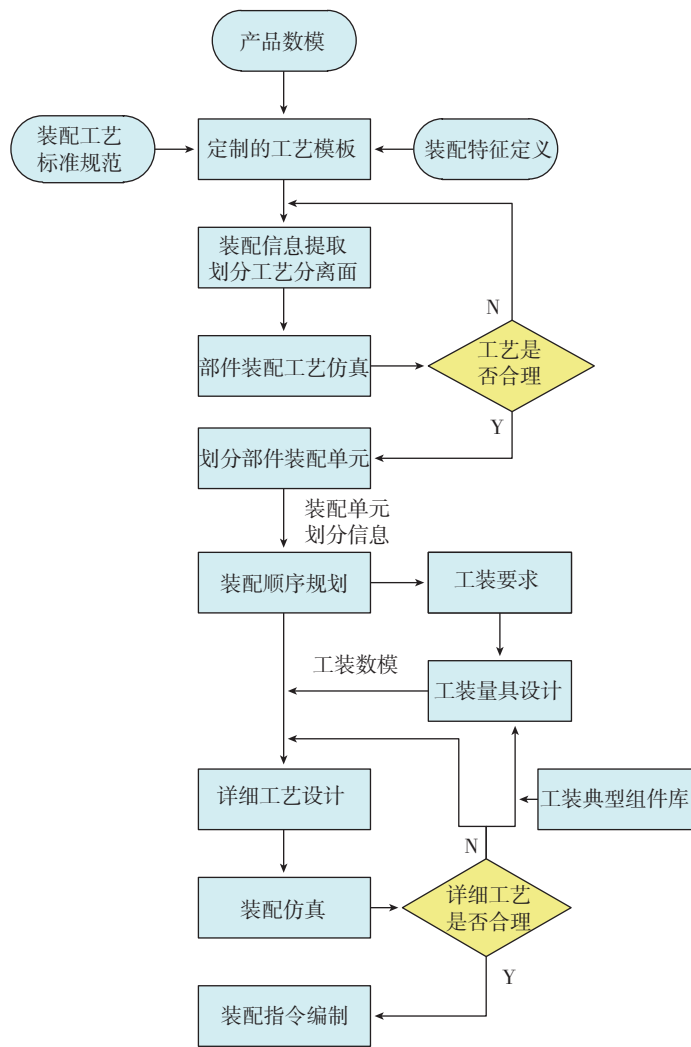 产品数模
装配工艺
标准规范
定制的工艺模板
装配特征定义
装配信息提取
划分工艺分离面
N
部件装配工艺仿真
工艺是
否合理
Y
划分部件装配单元
装配单元
划分信息
装配顺序规划
工装要求
工装数模
工装量具设计
详细工艺设计
工装典型组件库
N
装配仿真
详细工艺
是否合理
Y
装配指令编制